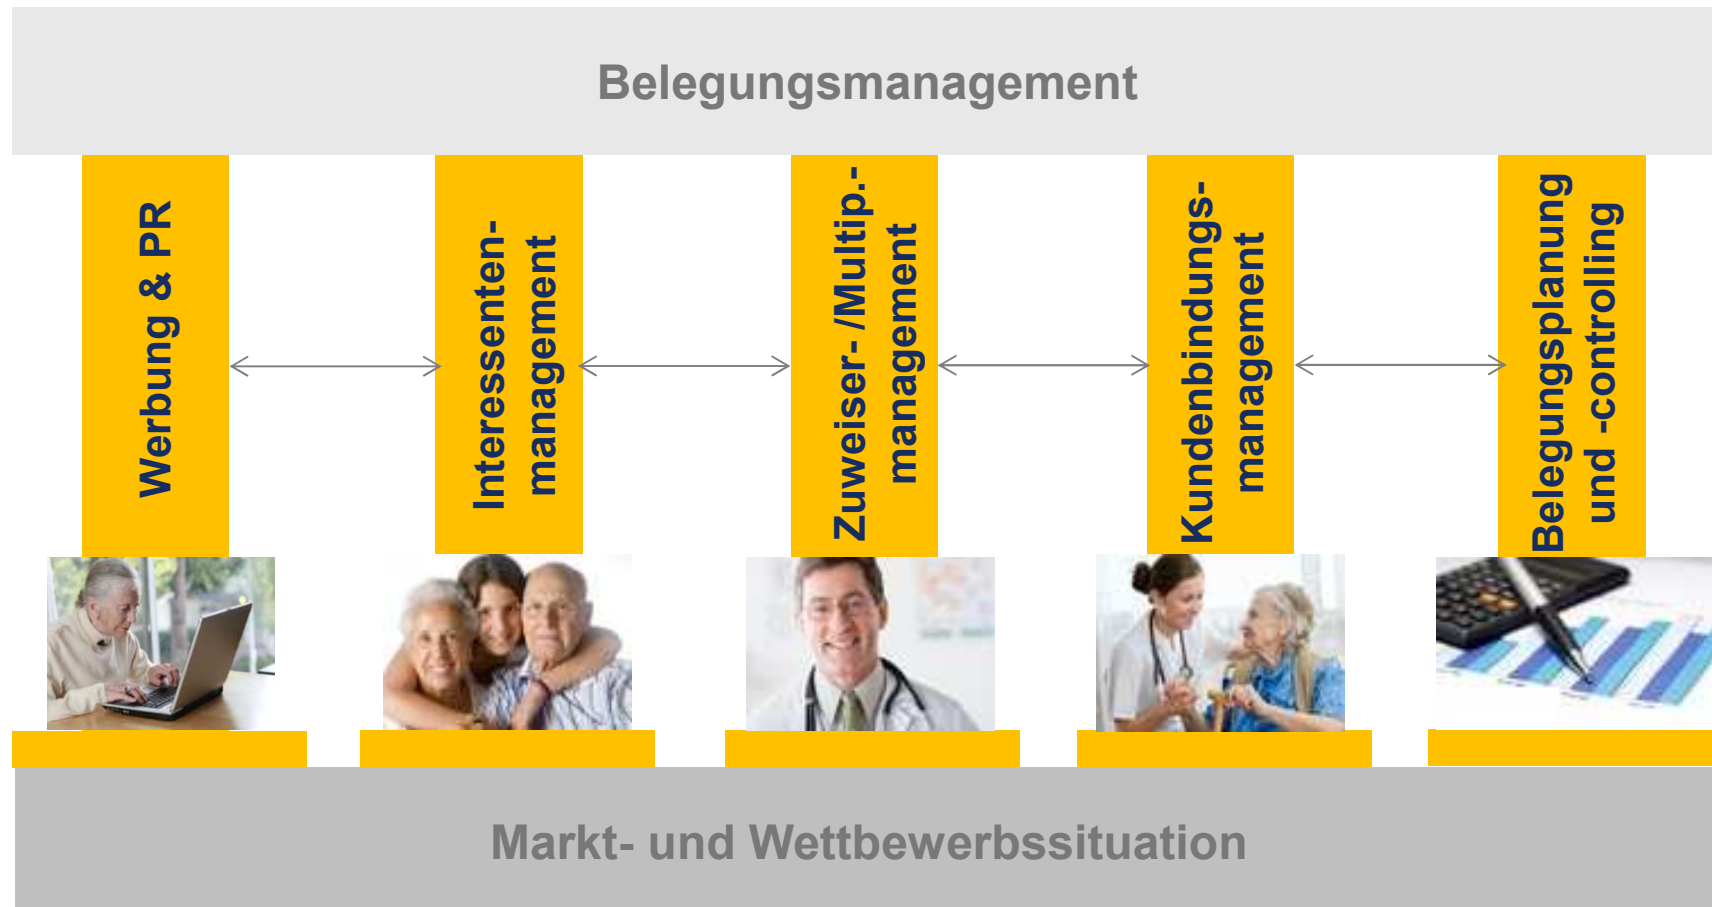 Belegungsmanagement
Werbung & PR
Interessenten-
management
Zuweiser- /Multip.-
management
Kundenbindungs-
management
Belegungsplanung
und -controlling
Markt- und Wettbewerbssituation